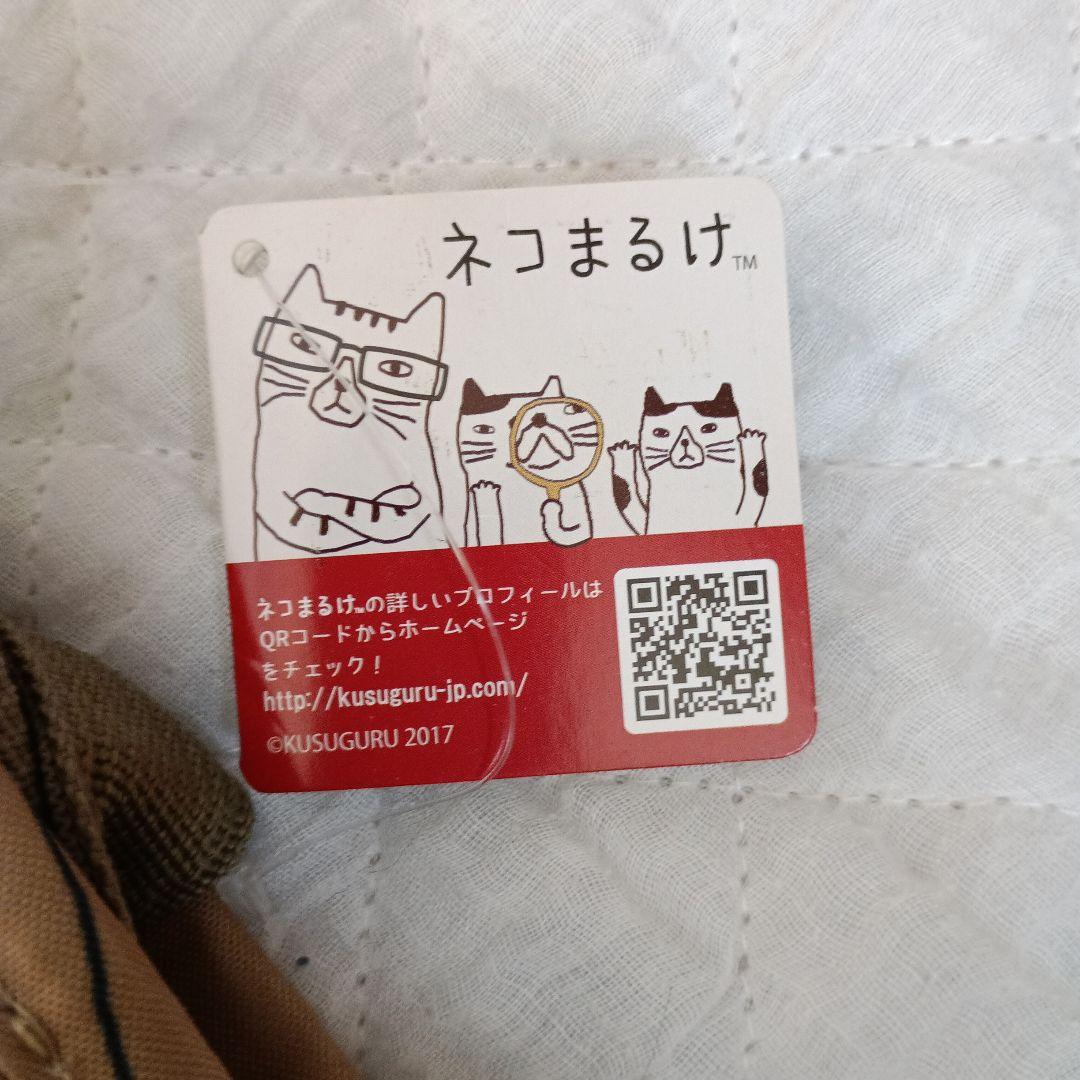 ネコまるけ™
ネコまるけ™の詳しいプロフィールは
QRコードからホームページ
をチェック！
http://kusuguru-jp.com/
©KUSUGURU 2017